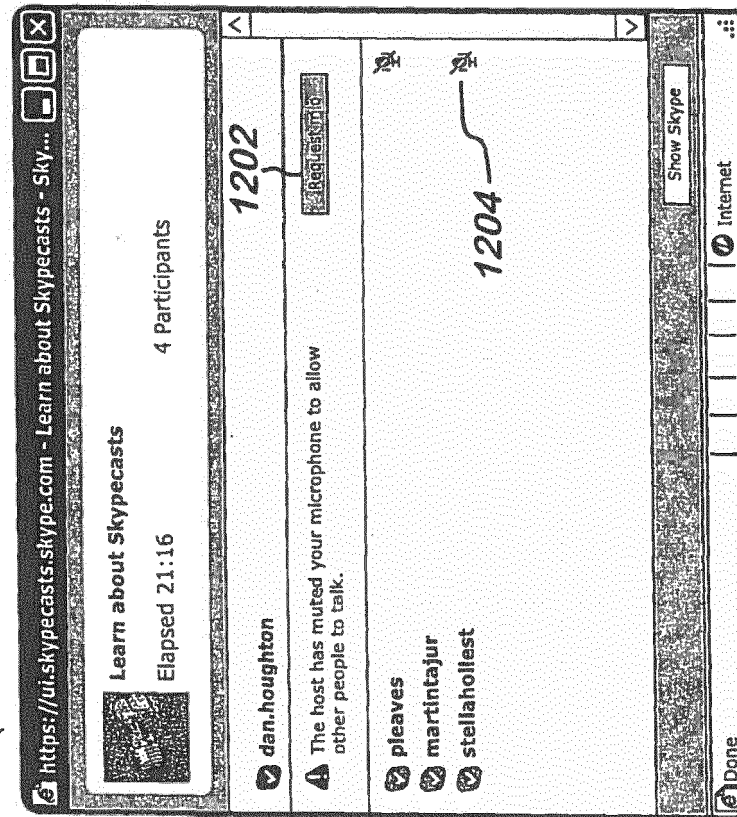 https://ui.skypecasts.skype.com - Learn about Skypecasts - Sky...
Learn about Skypecasts
Elapsed 21:16
4 Participants
dan.houghton
1202
The host has muted your microphone to allow
other people to talk.
Request mic
pleaves
martintajur
stellahollest
1204
Show Skype
Done
Internet